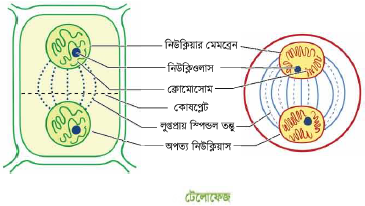 নিউক্লিয়ার মেমব্রেন
নিউক্লিওলাস
ক্রোমোসোম
কোষপ্লেট
লুপ্তপ্রায় স্পিন্ডল তন্তু
অপত্য নিউক্লিয়াস
টেলোফেজ